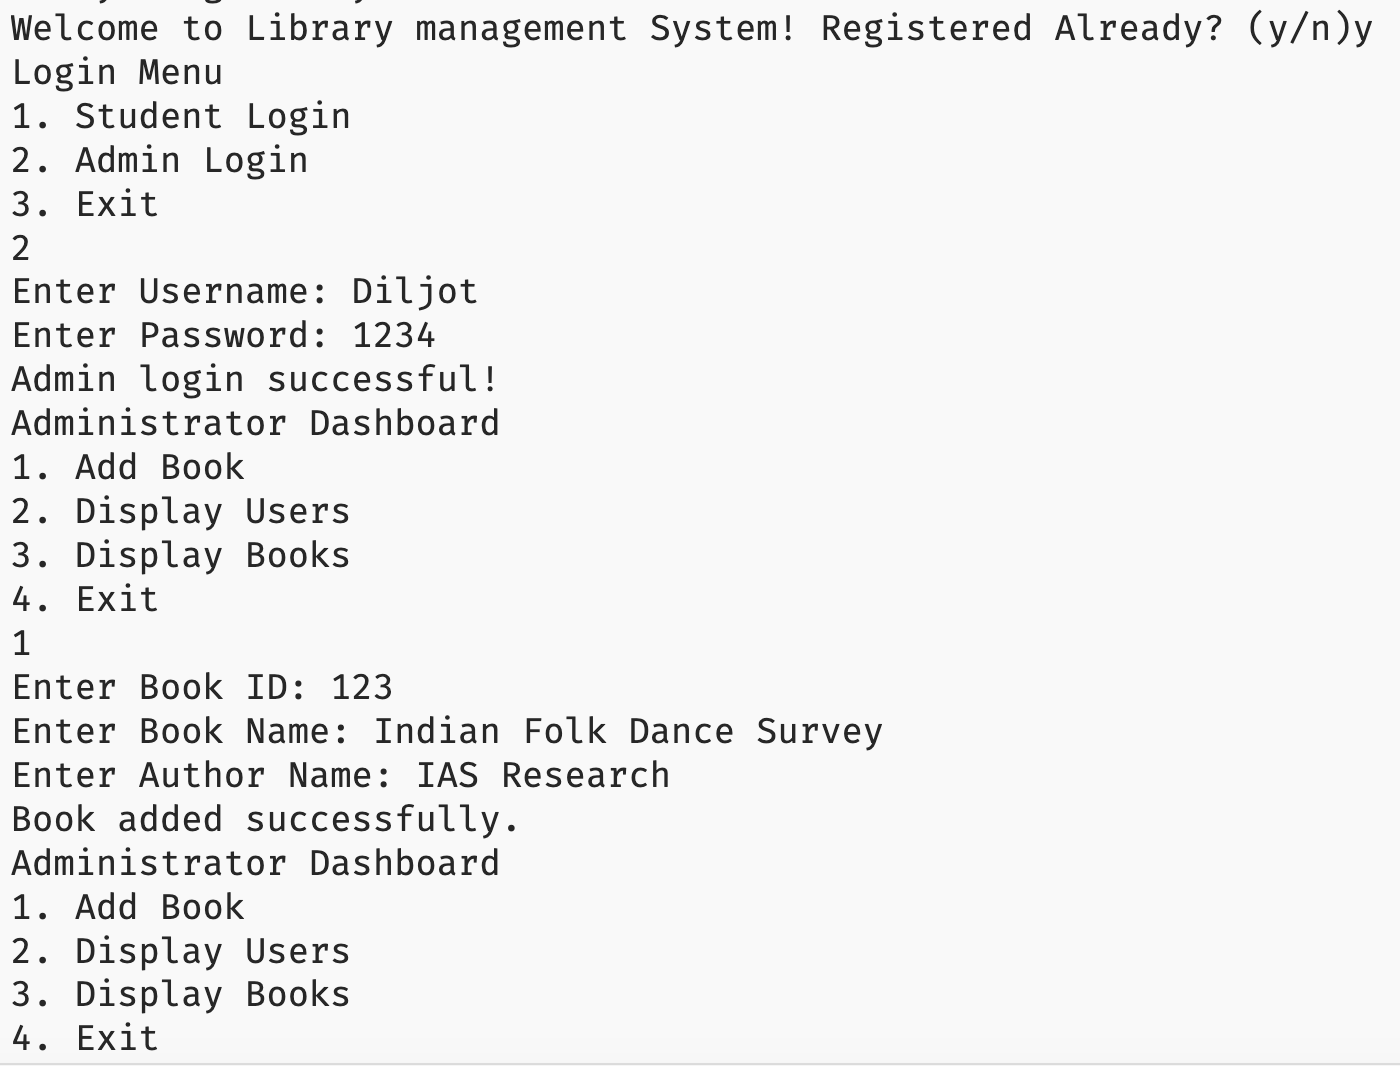 Welcome to Library management System! Registered Already? (y/n)y
Login Menu
1. Student Login
2. Admin Login
3. Exit
2
Enter Username: Diljot
Enter Password: 1234
Admin login successful!
Administrator Dashboard
1. Add Book
2. Display Users
3. Display Books
4. Exit
1
Enter Book ID: 123
Enter Book Name: Indian Folk Dance Survey
Enter Author Name: IAS Research
Book added successfully.
Administrator Dashboard
1. Add Book
2. Display Users
3. Display Books
4. Exit